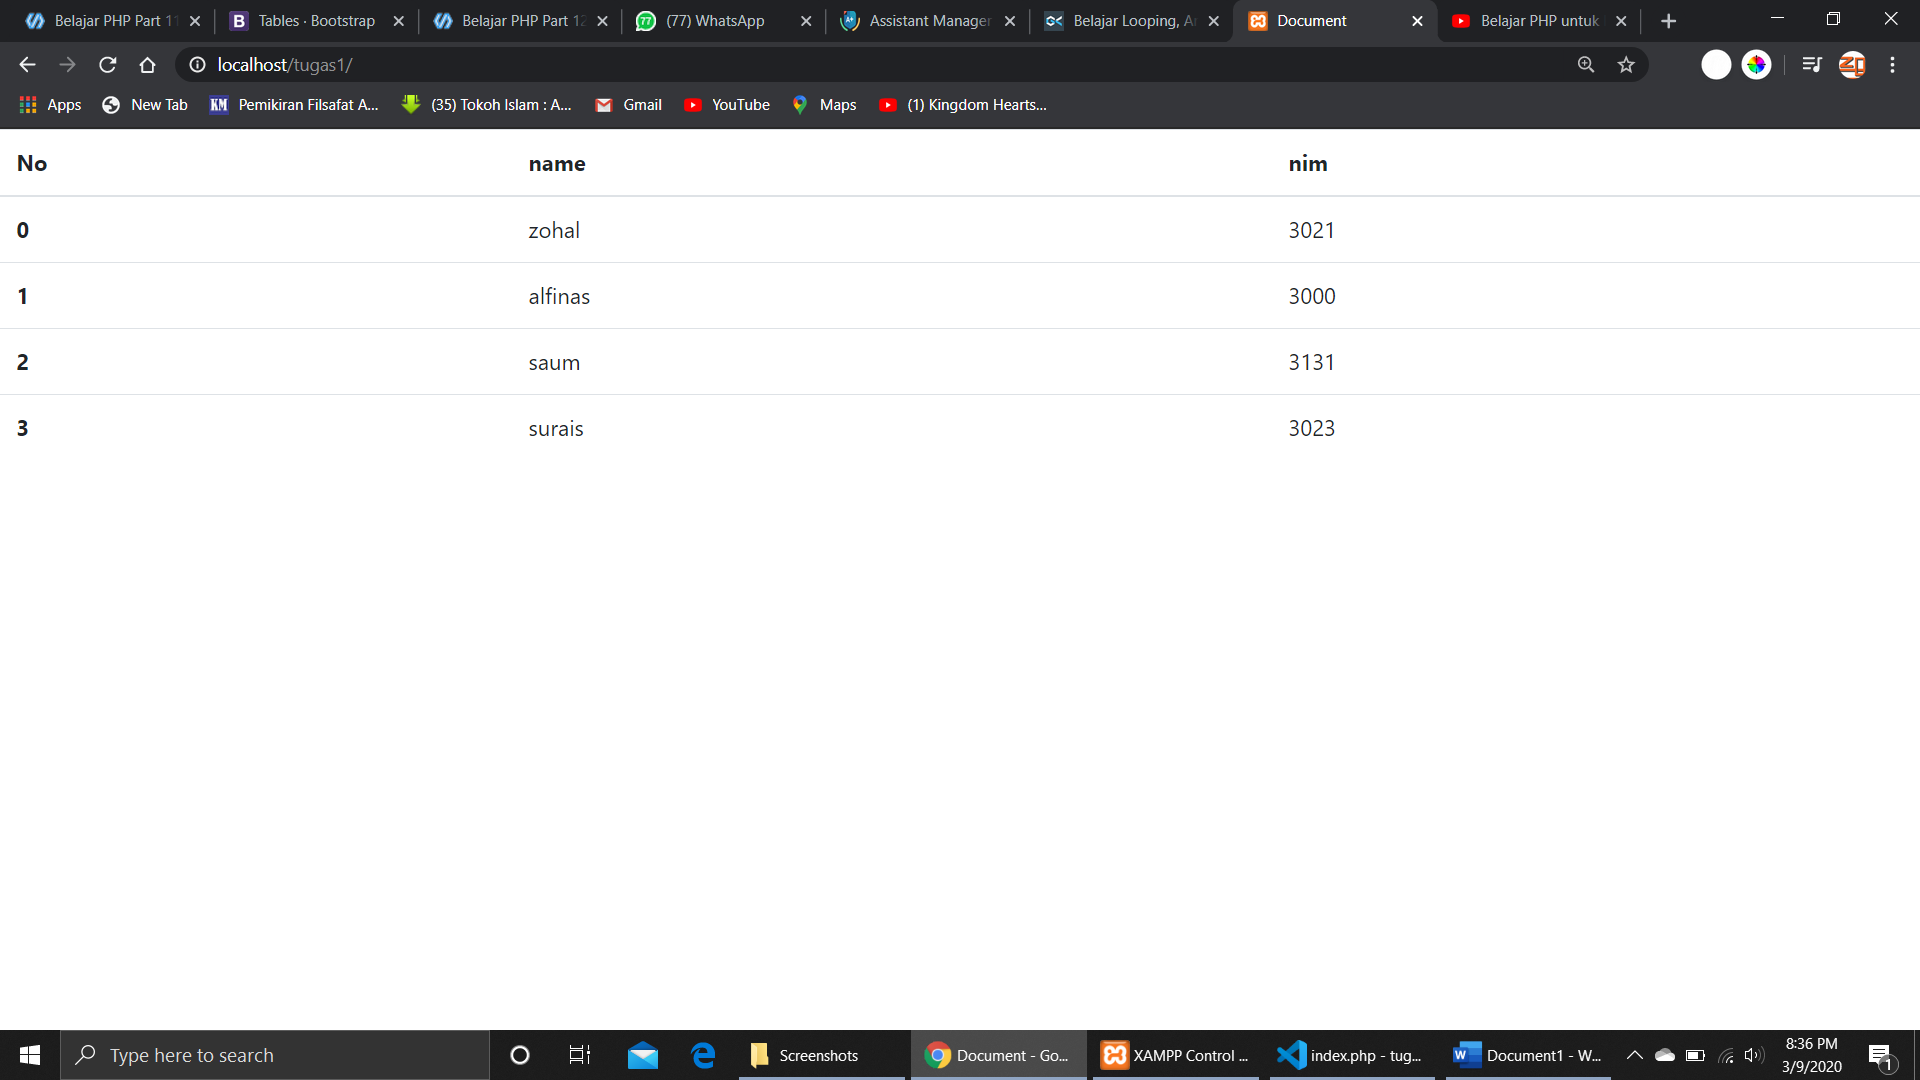 Belajar PHP Part 11
Tables · Bootstrap
Belajar PHP Part 12
(77) WhatsApp
Assistant Manager
Belajar Looping, Ar
Document
Belajar PHP untuk
localhost/tugas1/
Apps
New Tab
KM
Pemikiran Filsafat A...
(35) Tokoh Islam : A...
Gmail
YouTube
Maps
(1) Kingdom Hearts...
No name nim
0 zohal 3021
1 alfinas 3000
2 saum 3131
3 surais 3023
Type here to search
Screenshots
Document - Go...
XAMPP Control ...
index.php - tug...
Document1 - W...
8:36 PM
3/9/2020
1